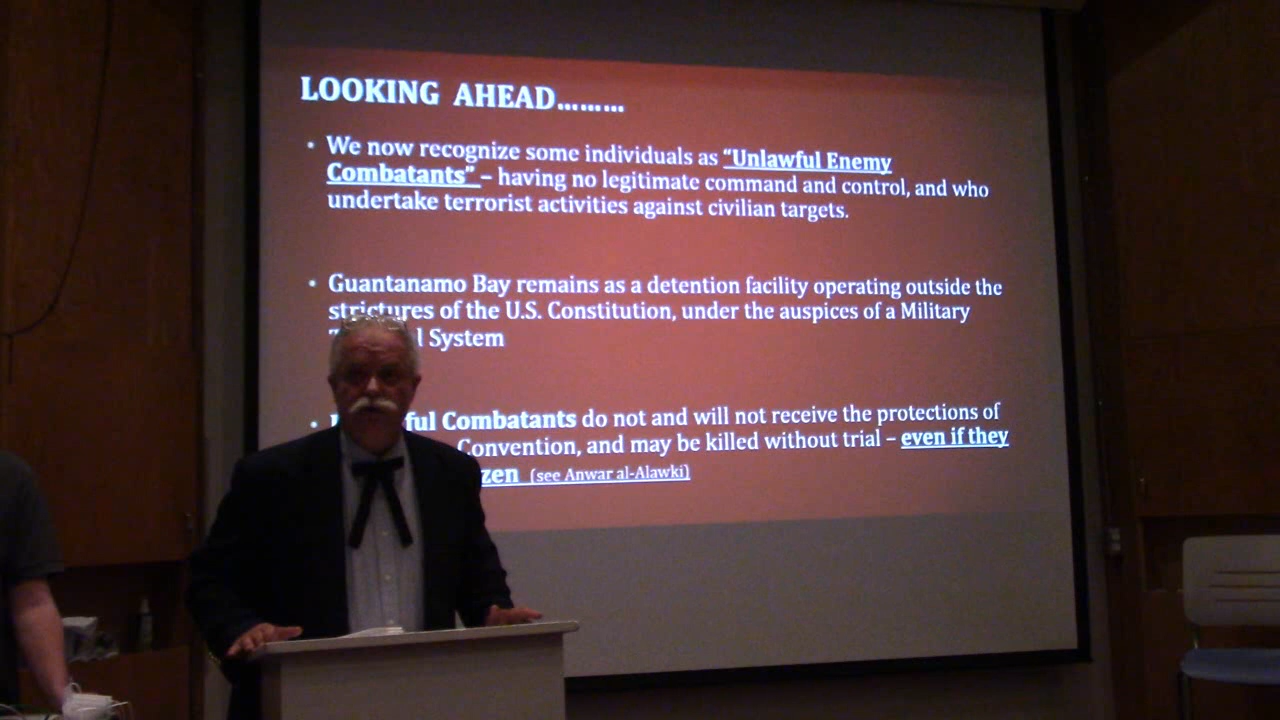 LOOKING AHEAD………
• We now recognize some individuals as “Unlawful Enemy
Combatants” – having no legitimate command and control, and who
undertake terrorist activities against civilian targets.
• Guantanamo Bay remains as a detention facility operating outside the
strictures of the U.S. Constitution, under the auspices of a Military
System
• Combatants do not and will not receive the protections of
Convention, and may be killed without trial – even if they
(see Anwar al-Alawki)